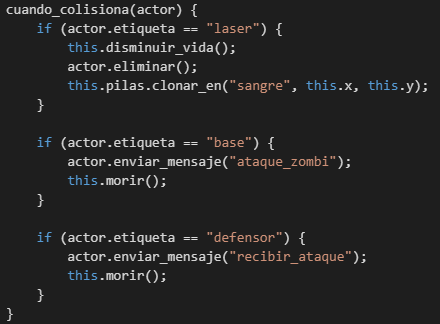 cuando_colisiona(actor) {
    if (actor.etiqueta == "laser") {
        this.disminuir_vida();
        actor.eliminar();
        this.pilas.clonar_en("sangre", this.x, this.y);
    }

    if (actor.etiqueta == "base") {
        actor.enviar_mensaje("ataque_zombi");
        this.morir();
    }

    if (actor.etiqueta == "defensor") {
        actor.enviar_mensaje("recibir_ataque");
        this.morir();
    }
}